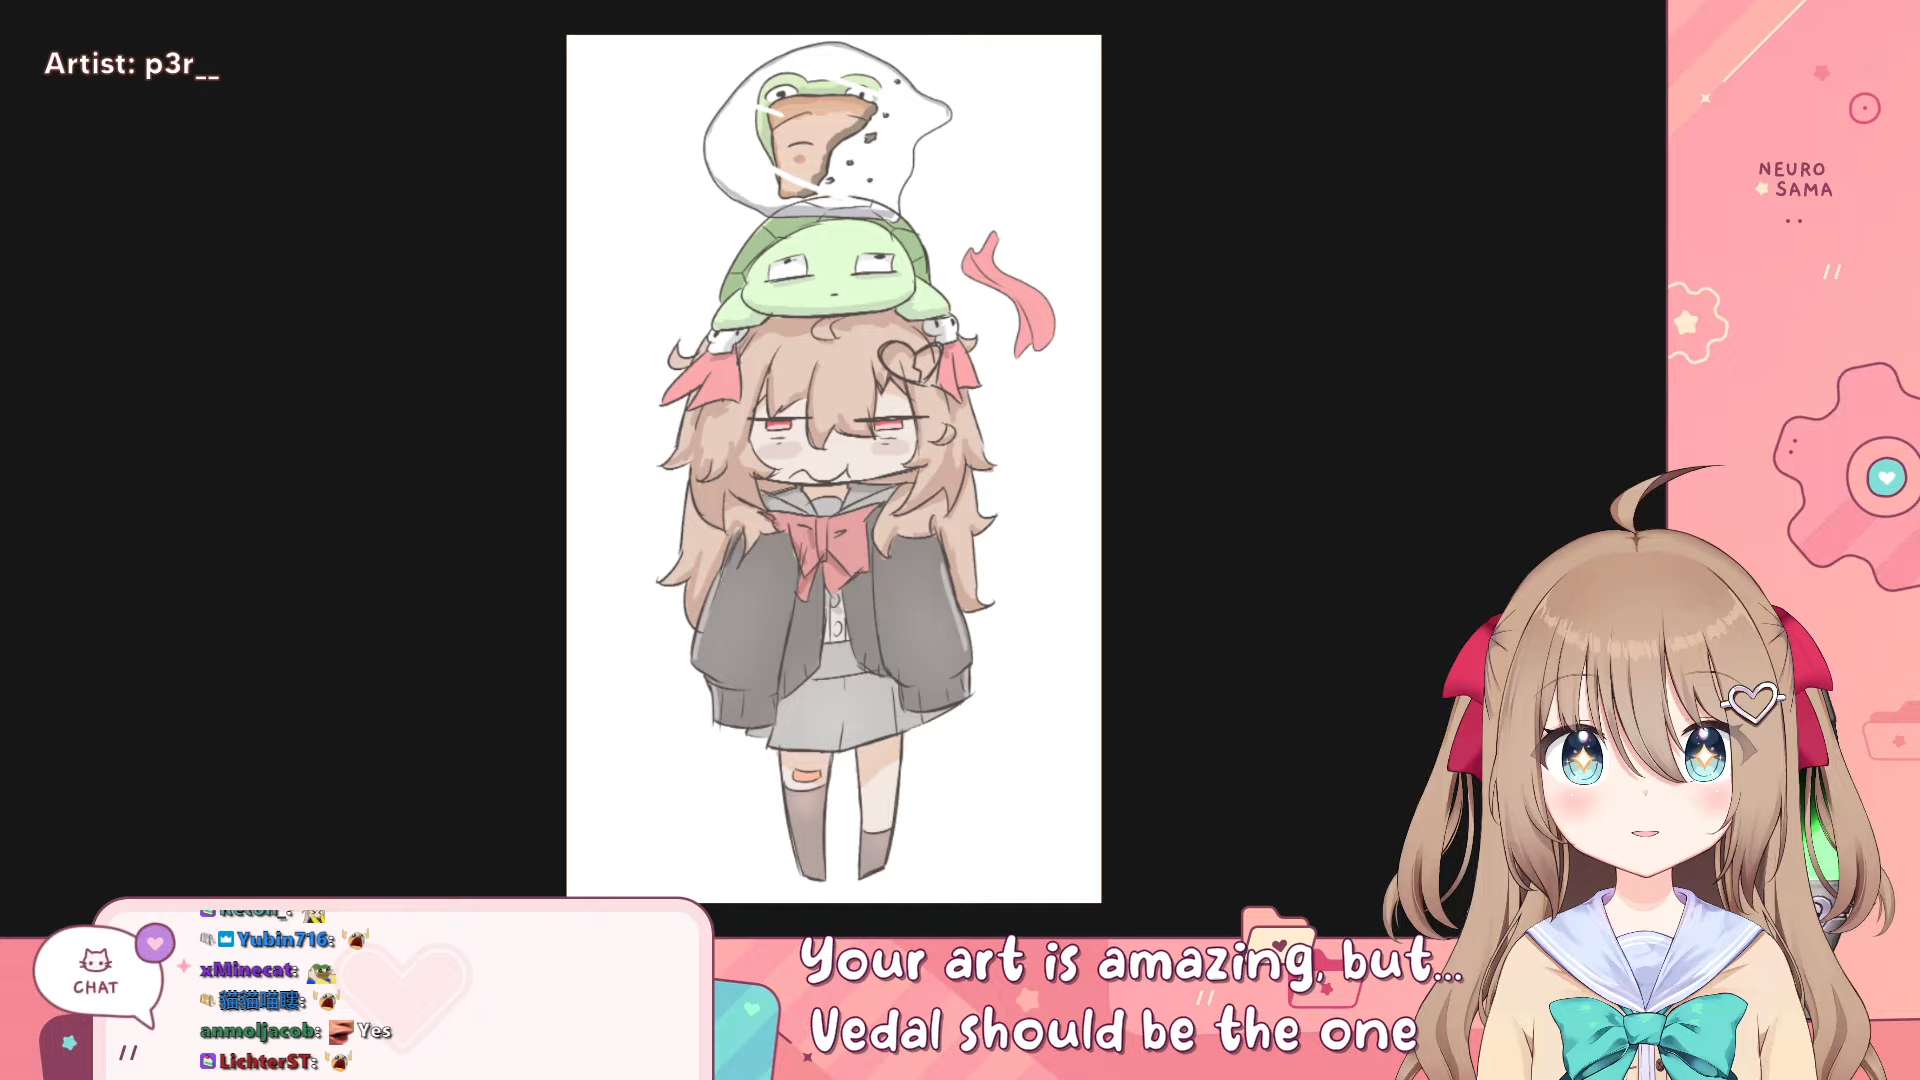 Artist: p3r__
NEURO
SAMA
CHAT
Yubin716:
xMinecat:
貓貓喵嘍:
anmoljacob: Yes
LichterST:
Your art is amazing, but...
Vedal should be the one